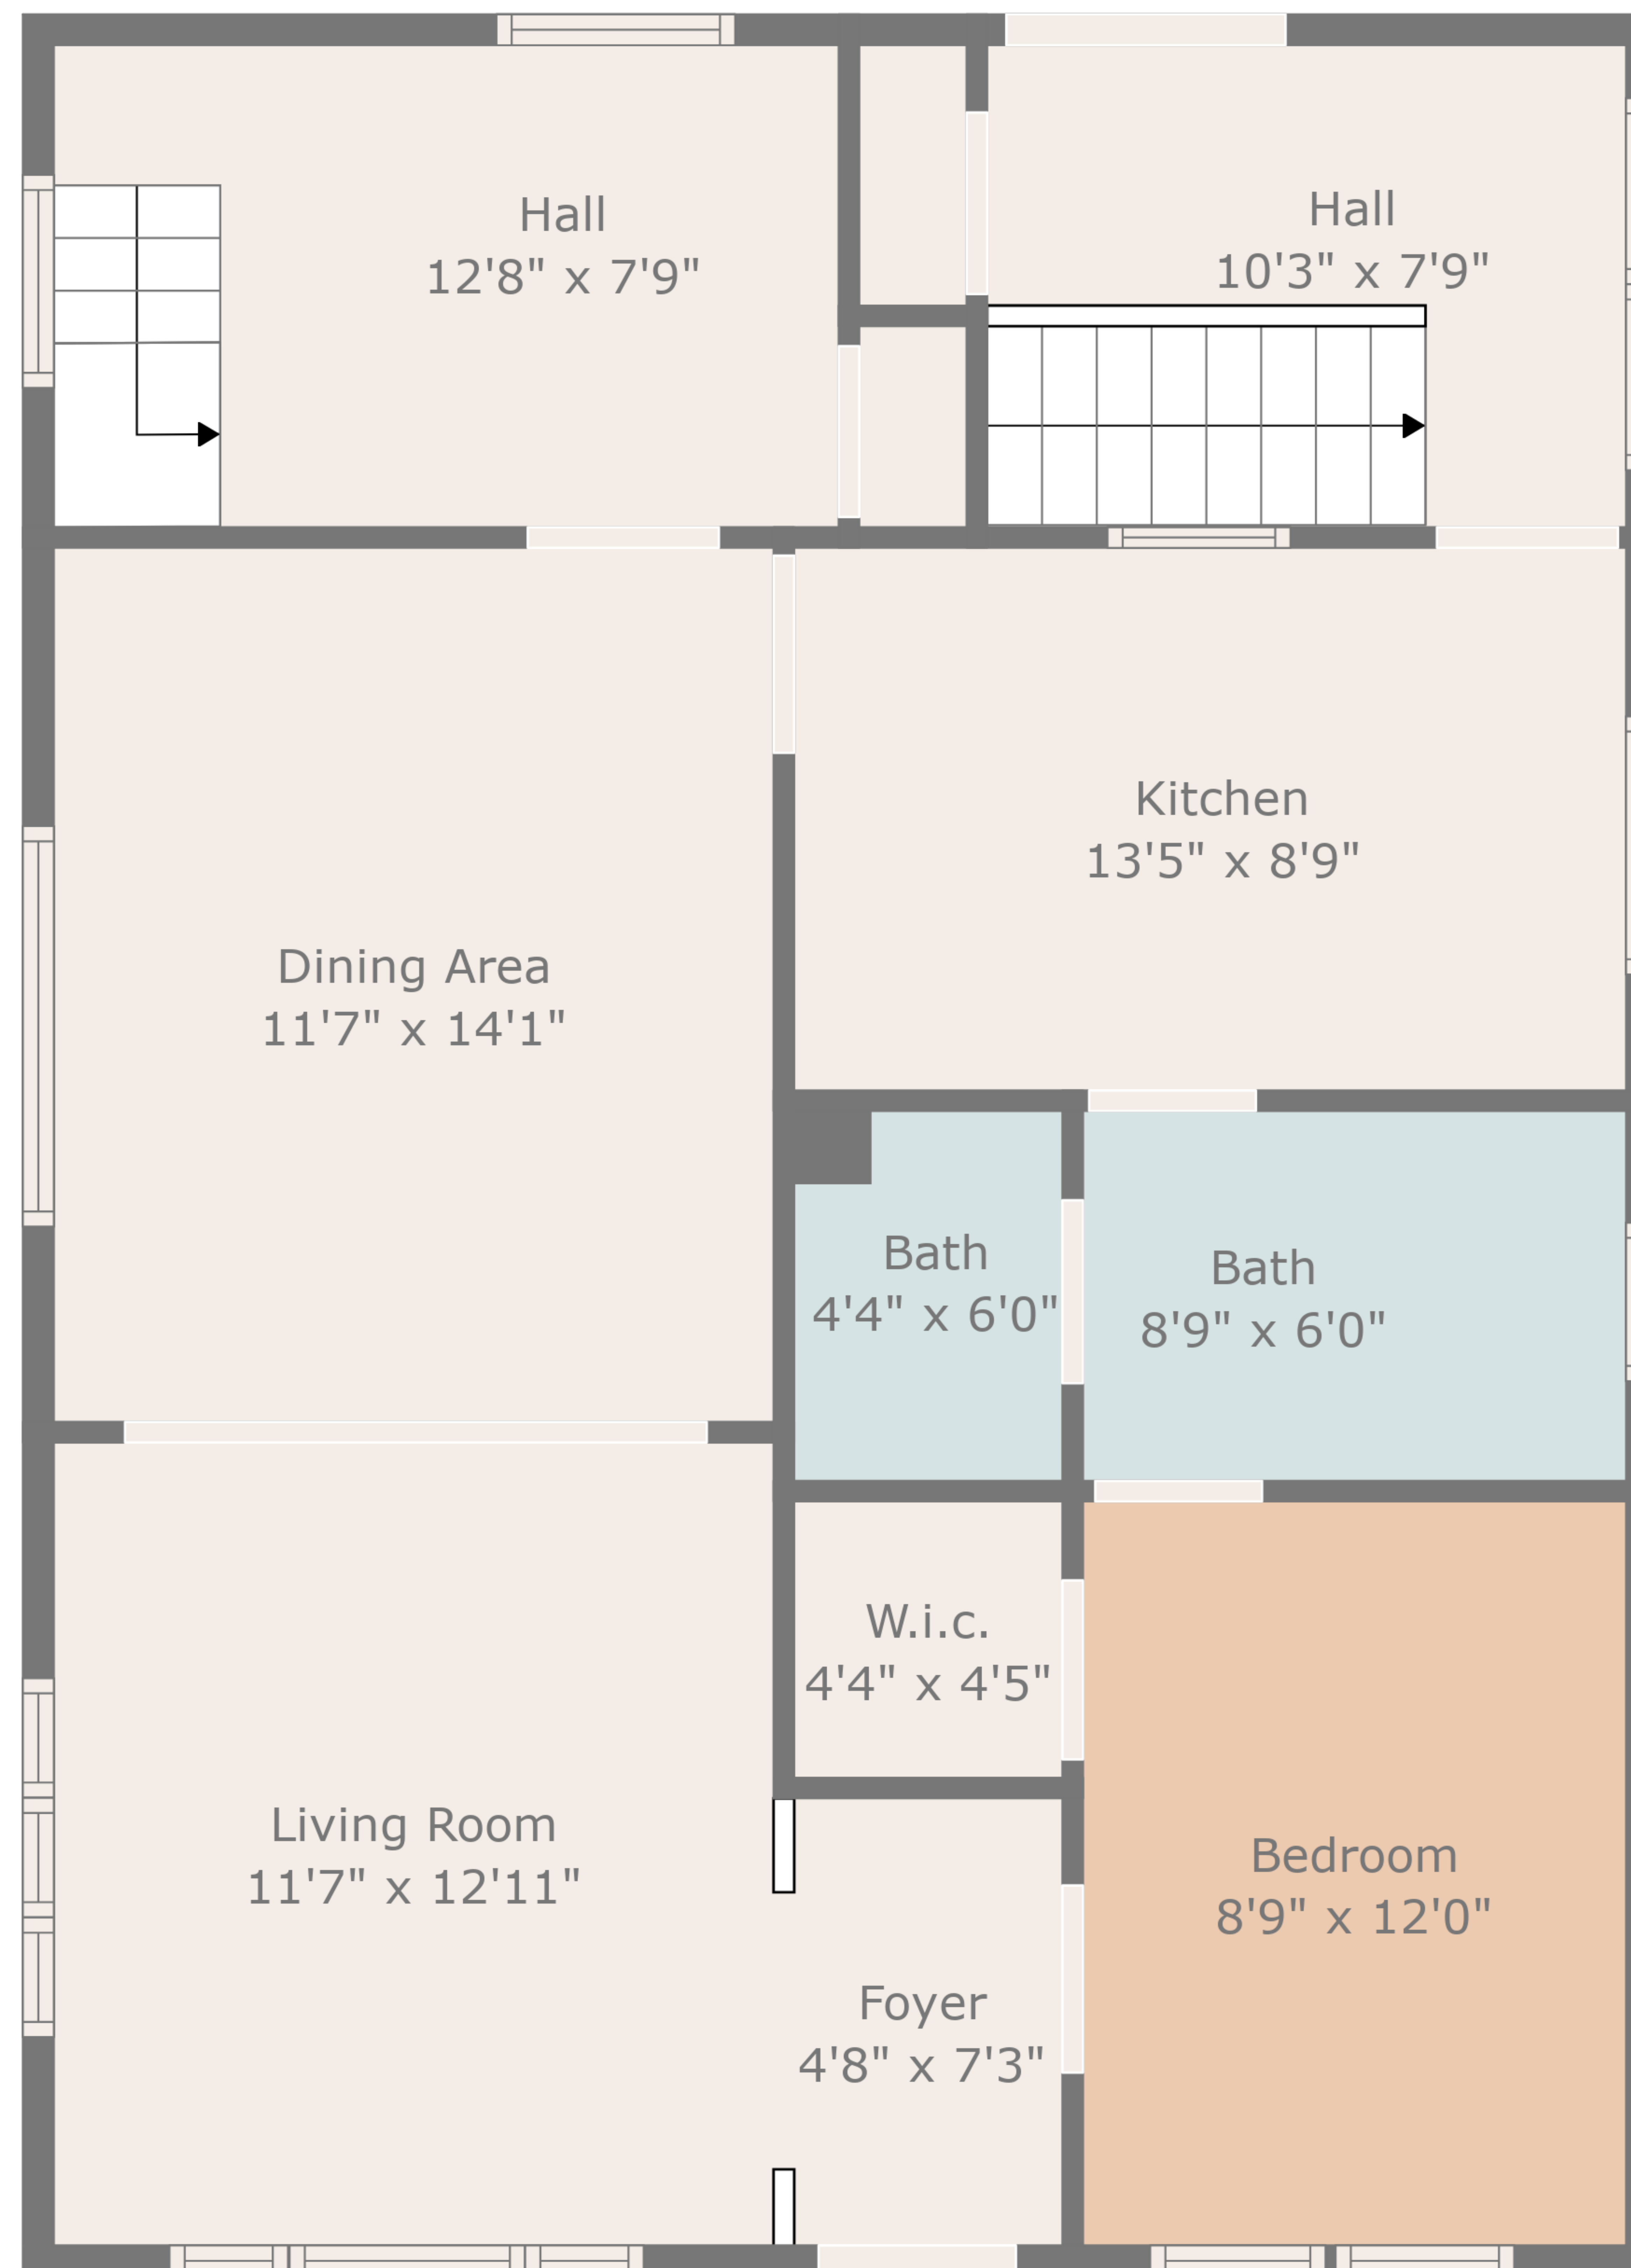 Hall
12'8" x 7'9"
Hall
10'3" x 7'9"
Kitchen
13'5" x 8'9"
Dining Area
11'7" x 14'1"
Bath
4'4" x 6'0"
Bath
8'9" x 6'0"
W.i.c.
4'4" x 4'5"
Living Room
11'7" x 12'11"
Bedroom
8'9" x 12'0"
Foyer
4'8" x 7'3"